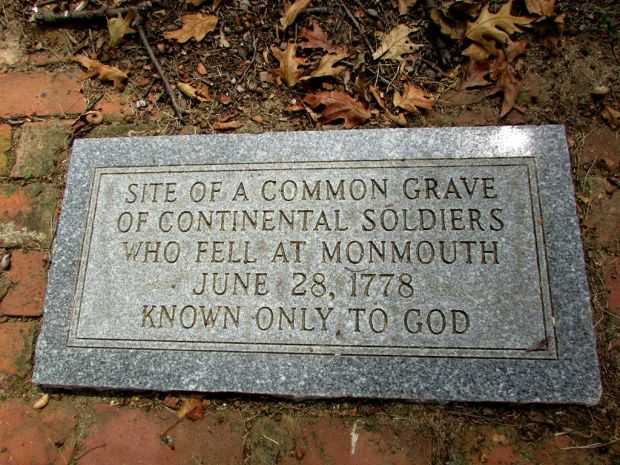 SITE OF A COMMON GRAVE
OF CONTINENTAL SOLDIERS
WHO FELL AT MONMOUTH
JUNE 28, 1778
KNOWN ONLY TO GOD